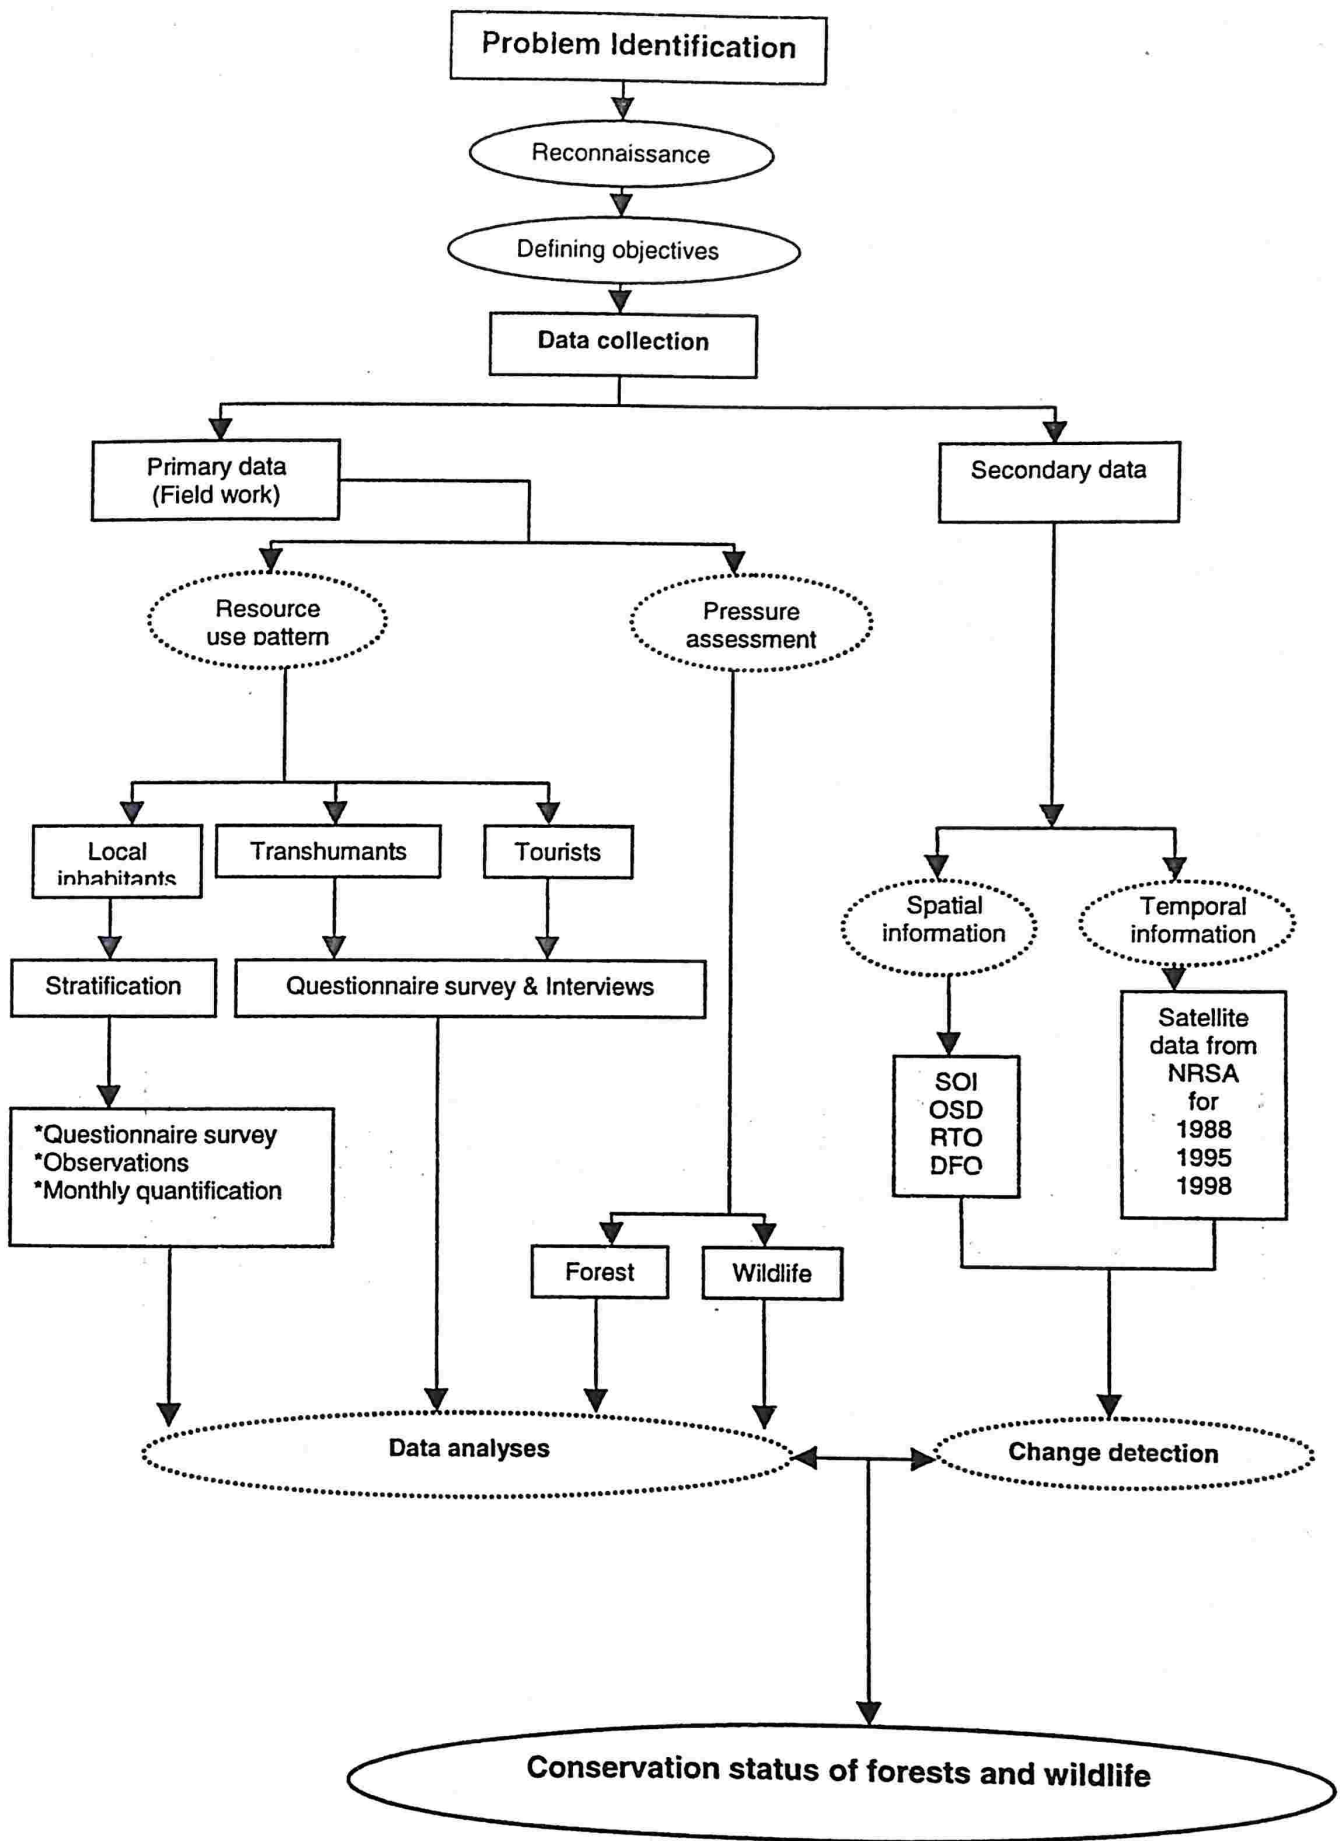 Problem Identification
Reconnaissance
Defining objectives
Data collection
Primary data
(Field work)
Secondary data
Resource
use pattern
Pressure
assessment
Local
inhabitants
Transhumants
Tourists
Spatial
information
Temporal
information
Stratification
Questionnaire survey & Interviews
SOI
OSD
RTO
DFO
Satellite
data from
NRSA
for
1988
1995
1998
*Questionnaire survey
*Observations
*Monthly quantification
Forest
Wildlife
Data analyses
Change detection
Conservation status of forests and wildlife